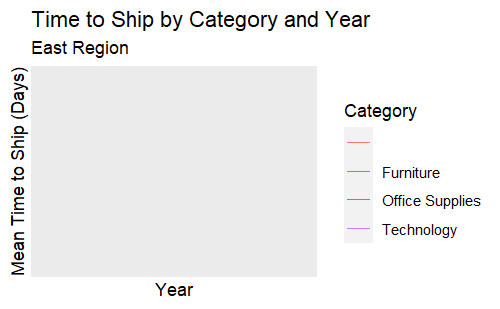 Time to Ship by Category and Year
East Region
Mean Time to Ship (Days)
Year
Category
Furniture
Office Supplies
Technology